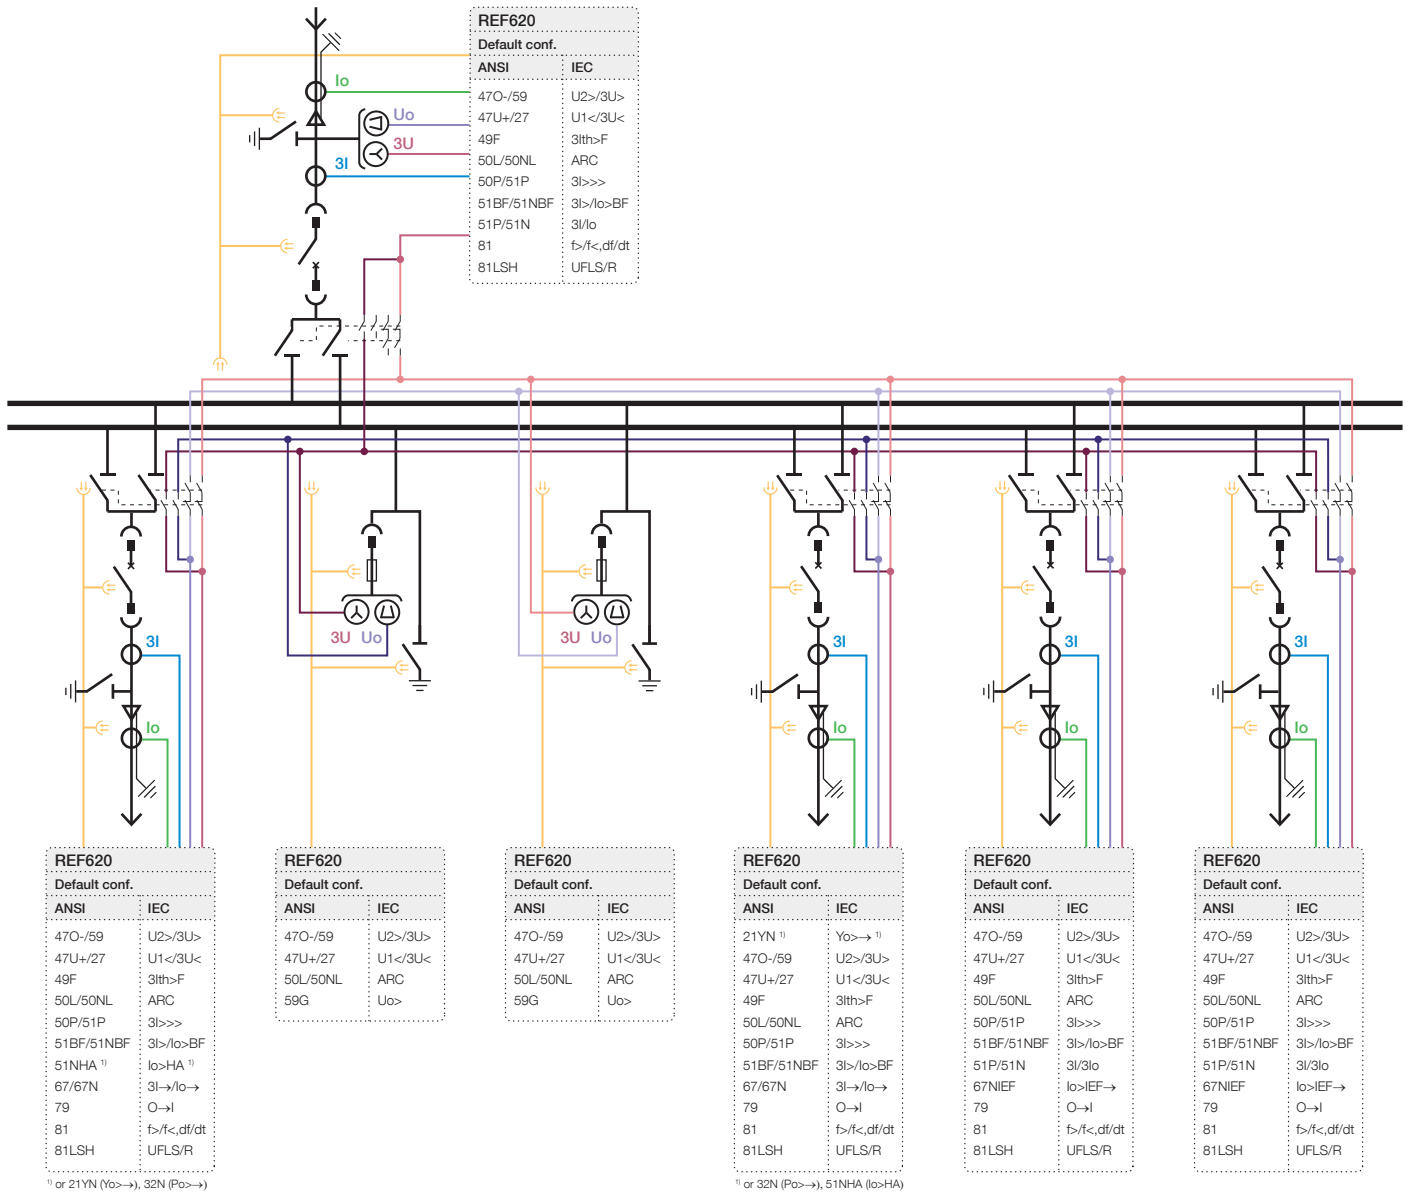 REF620
Default conf.
ANSI IEC
47O-/59 U2>/3U>
47U+/27 U1</3U<
49F 3Ith>F
50L/50NL ARC
50P/51P 3I>>>
51BF/51NBF 3I>/Io>BF
51P/51N 3I/Io
81 f>/f<,df/dt
81LSH UFLS/R
Io
Uo
3U
3I
3I
Io
3U Uo
3U Uo
3I
Io
3I
Io
3I
Io
REF620
Default conf.
ANSI IEC
47O-/59 U2>/3U>
47U+/27 U1</3U<
49F 3Ith>F
50L/50NL ARC
50P/51P 3I>>>
51BF/51NBF 3I>/Io>BF
51NHA ¹⁾ Io>HA ¹⁾
67/67N 3I→/Io→
79 O→I
81 f>/f<,df/dt
81LSH UFLS/R
¹⁾ or 21YN (Yo>→), 32N (Po>→)
REF620
Default conf.
ANSI IEC
47O-/59 U2>/3U>
47U+/27 U1</3U<
50L/50NL ARC
59G Uo>
REF620
Default conf.
ANSI IEC
47O-/59 U2>/3U>
47U+/27 U1</3U<
50L/50NL ARC
59G Uo>
REF620
Default conf.
ANSI IEC
21YN ¹⁾ Yo>→ ¹⁾
47O-/59 U2>/3U>
47U+/27 U1</3U<
49F 3Ith>F
50L/50NL ARC
50P/51P 3I>>>
51BF/51NBF 3I>/Io>BF
67/67N 3I→/Io→
79 O→I
81 f>/f<,df/dt
81LSH UFLS/R
¹⁾ or 32N (Po>→), 51NHA (Io>HA)
REF620
Default conf.
ANSI IEC
47O-/59 U2>/3U>
47U+/27 U1</3U<
49F 3Ith>F
50L/50NL ARC
50P/51P 3I>>>
51BF/51NBF 3I>/Io>BF
51P/51N 3I/3Io
67NIEF Io>IEF→
79 O→I
81 f>/f<,df/dt
81LSH UFLS/R
REF620
Default conf.
ANSI IEC
47O-/59 U2>/3U>
47U+/27 U1</3U<
49F 3Ith>F
50L/50NL ARC
50P/51P 3I>>>
51BF/51NBF 3I>/Io>BF
51P/51N 3I/3Io
67NIEF Io>IEF→
79 O→I
81 f>/f<,df/dt
81LSH UFLS/R